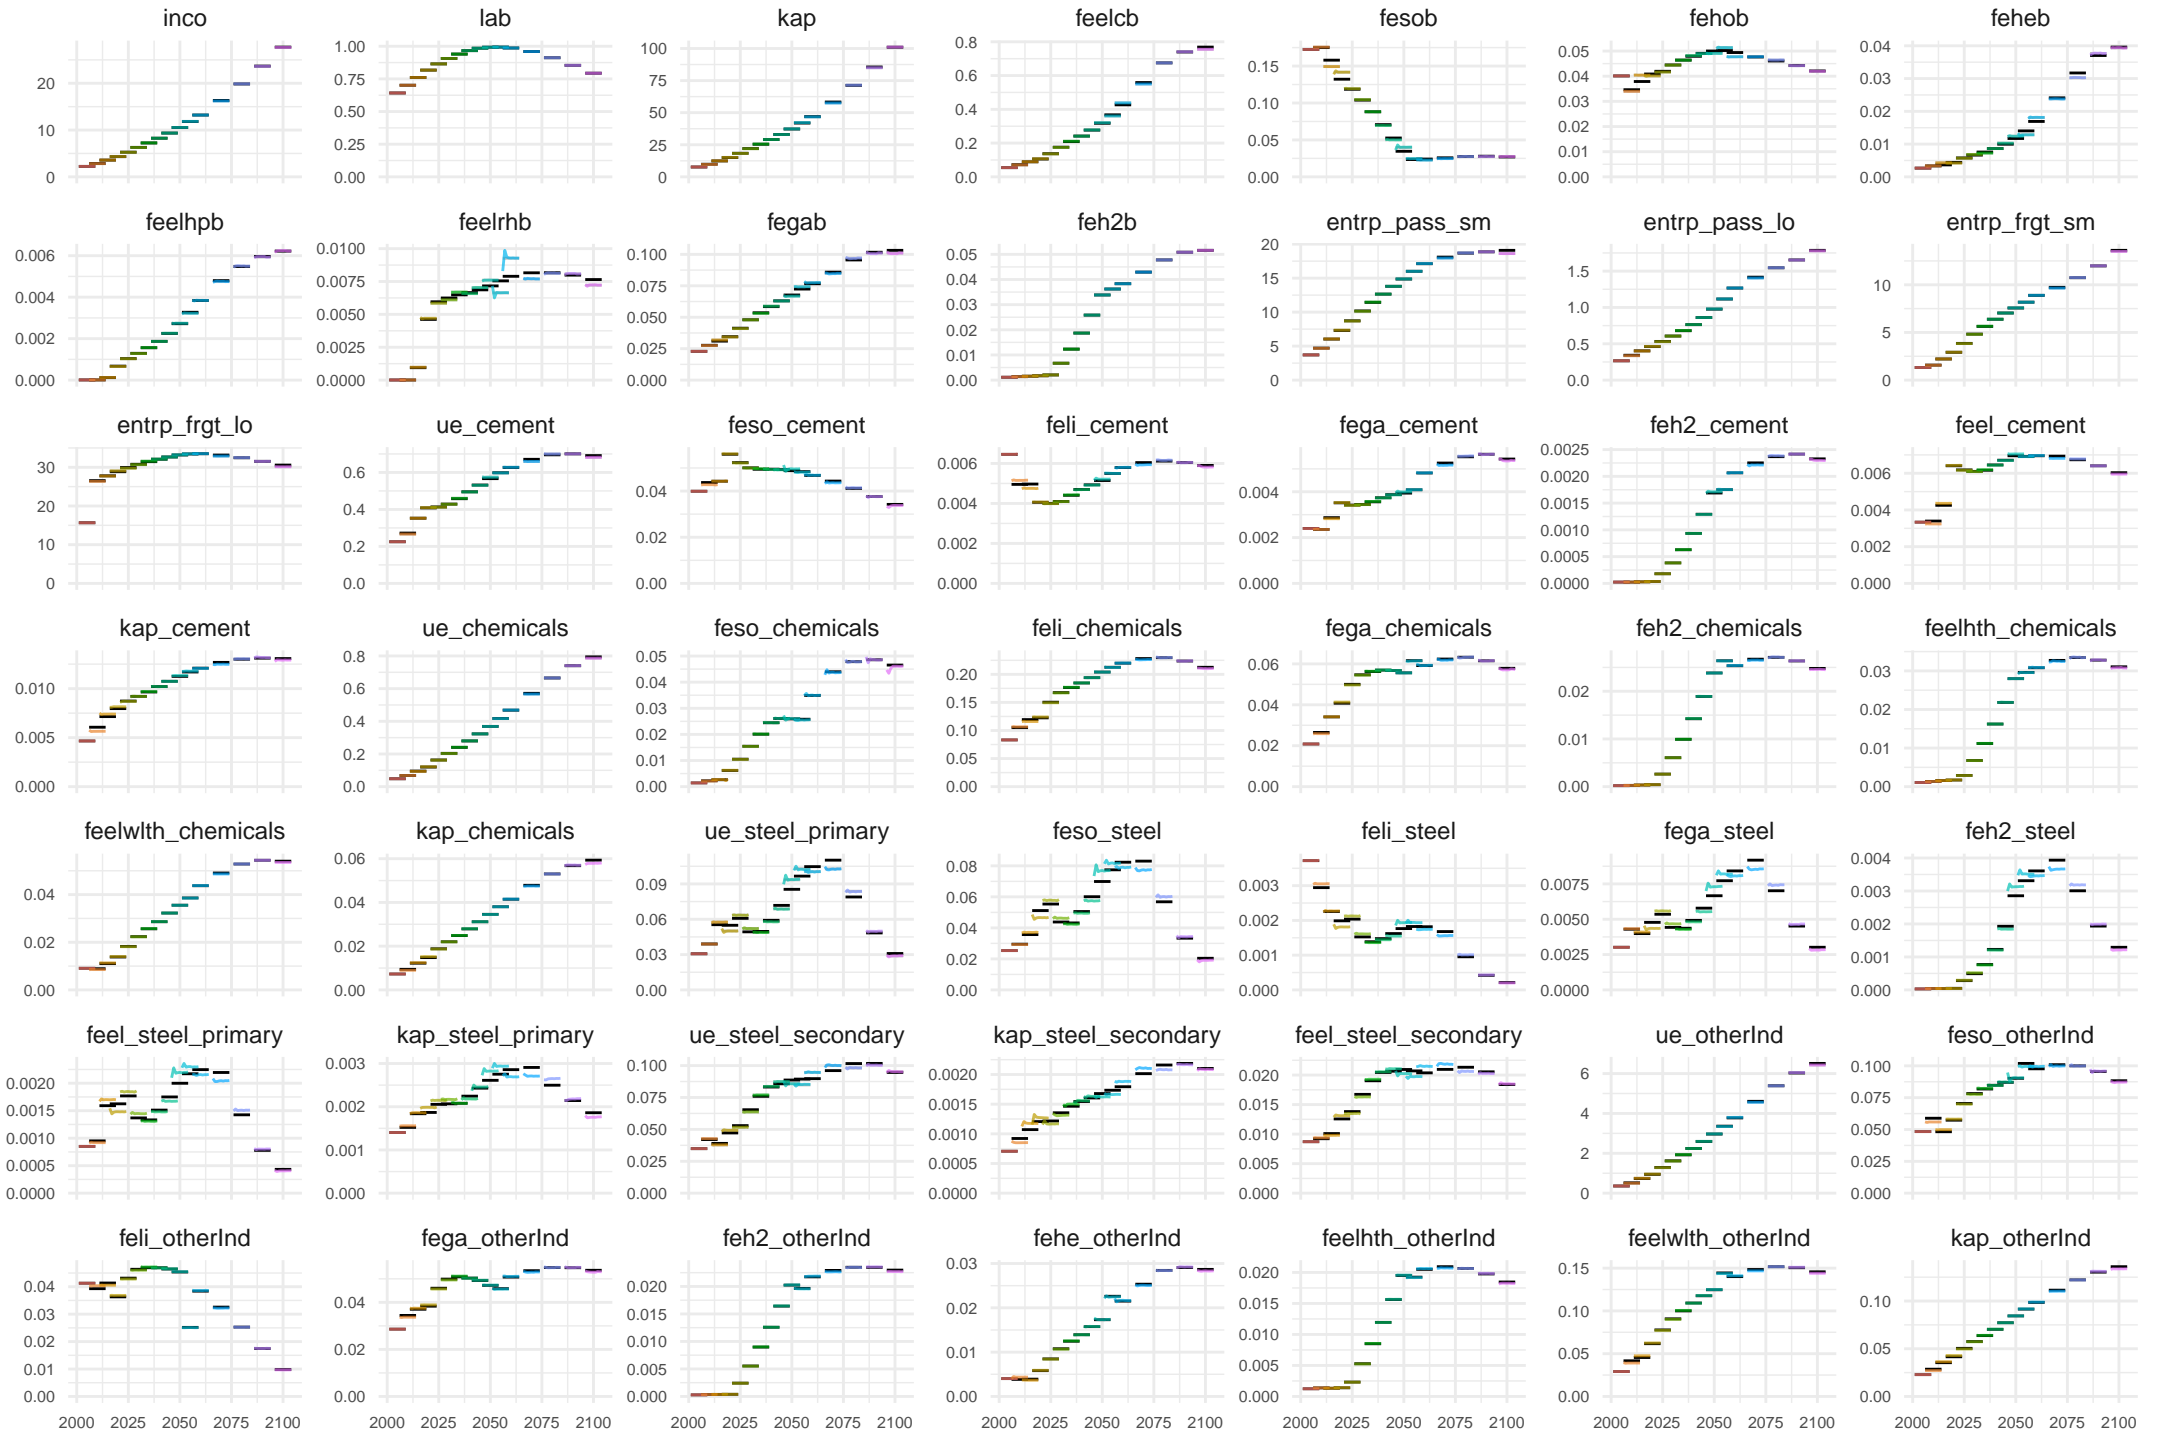 inco lab kap feelcb fesob fehob feheb
20 10 0
1.00 0.75 0.50 0.25 0.00
100 75 50 25 0
0.8 0.6 0.4 0.2 0.0
0.15 0.10 0.05 0.00
0.05 0.04 0.03 0.02 0.01 0.00
0.04 0.03 0.02 0.01 0.00
feelhpb feelrhb fegab feh2b entrp_pass_sm entrp_pass_lo entrp_frgt_sm
0.006 0.004 0.002 0.000
0.0100 0.0075 0.0050 0.0025 0.0000
0.100 0.075 0.050 0.025 0.000
0.05 0.04 0.03 0.02 0.01 0.00
20 15 10 5 0
1.5 1.0 0.5 0.0
10 5 0
entrp_frgt_lo ue_cement feso_cement feli_cement fega_cement feh2_cement feel_cement
30 20 10 0
0.6 0.4 0.2 0.0
0.04 0.02 0.00
0.006 0.004 0.002 0.000
0.004 0.002 0.000
0.0025 0.0020 0.0015 0.0010 0.0005 0.0000
0.006 0.004 0.002 0.000
kap_cement ue_chemicals feso_chemicals feli_chemicals fega_chemicals feh2_chemicals feelhth_chemicals
0.010 0.005 0.000
0.8 0.6 0.4 0.2 0.0
0.05 0.04 0.03 0.02 0.01 0.00
0.20 0.15 0.10 0.05 0.00
0.06 0.04 0.02 0.00
0.02 0.01 0.00
0.03 0.02 0.01 0.00
feelwlth_chemicals kap_chemicals ue_steel_primary feso_steel feli_steel fega_steel feh2_steel
0.04 0.02 0.00
0.06 0.04 0.02 0.00
0.09 0.06 0.03 0.00
0.08 0.06 0.04 0.02 0.00
0.003 0.002 0.001 0.000
0.0075 0.0050 0.0025 0.0000
0.004 0.003 0.002 0.001 0.000
feel_steel_primary kap_steel_primary ue_steel_secondary kap_steel_secondary feel_steel_secondary ue_otherInd feso_otherInd
0.0020 0.0015 0.0010 0.0005 0.0000
0.003 0.002 0.001 0.000
0.100 0.075 0.050 0.025 0.000
0.0020 0.0015 0.0010 0.0005 0.0000
0.020 0.015 0.010 0.005 0.000
6 4 2 0
0.100 0.075 0.050 0.025 0.000
feli_otherInd fega_otherInd feh2_otherInd fehe_otherInd feelhth_otherInd feelwlth_otherInd kap_otherInd
0.04 0.03 0.02 0.01 0.00
0.04 0.02 0.00
0.020 0.015 0.010 0.005 0.000
0.03 0.02 0.01 0.00
0.020 0.015 0.010 0.005 0.000
0.15 0.10 0.05 0.00
0.10 0.05 0.00
2000 2025 2050 2075 2100
2000 2025 2050 2075 2100
2000 2025 2050 2075 2100
2000 2025 2050 2075 2100
2000 2025 2050 2075 2100
2000 2025 2050 2075 2100
2000 2025 2050 2075 2100